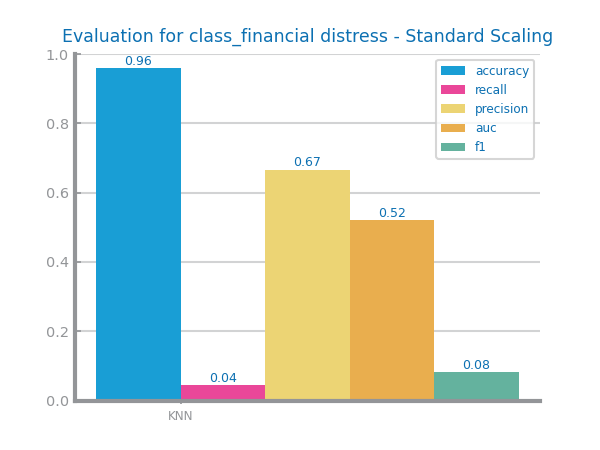 Evaluation for class_financial distress - Standard Scaling
1.0
0.8
0.6
0.4
0.2
0.0
0.96
0.04
0.67
0.52
0.08
accuracy
recall
precision
auc
f1
KNN